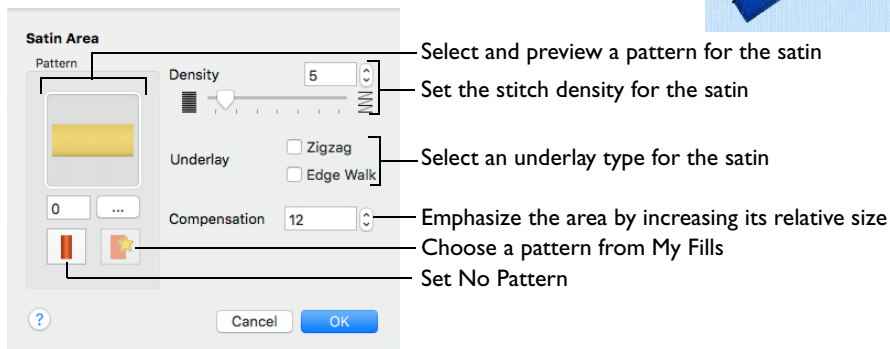 Satin Area
Pattern
Density 5
Underlay
Zigzag
Edge Walk
0 ...
Compensation 12
? Cancel OK
Select and preview a pattern for the satin
Set the stitch density for the satin
Select an underlay type for the satin
Emphasize the area by increasing its relative size
Choose a pattern from My Fills
Set No Pattern